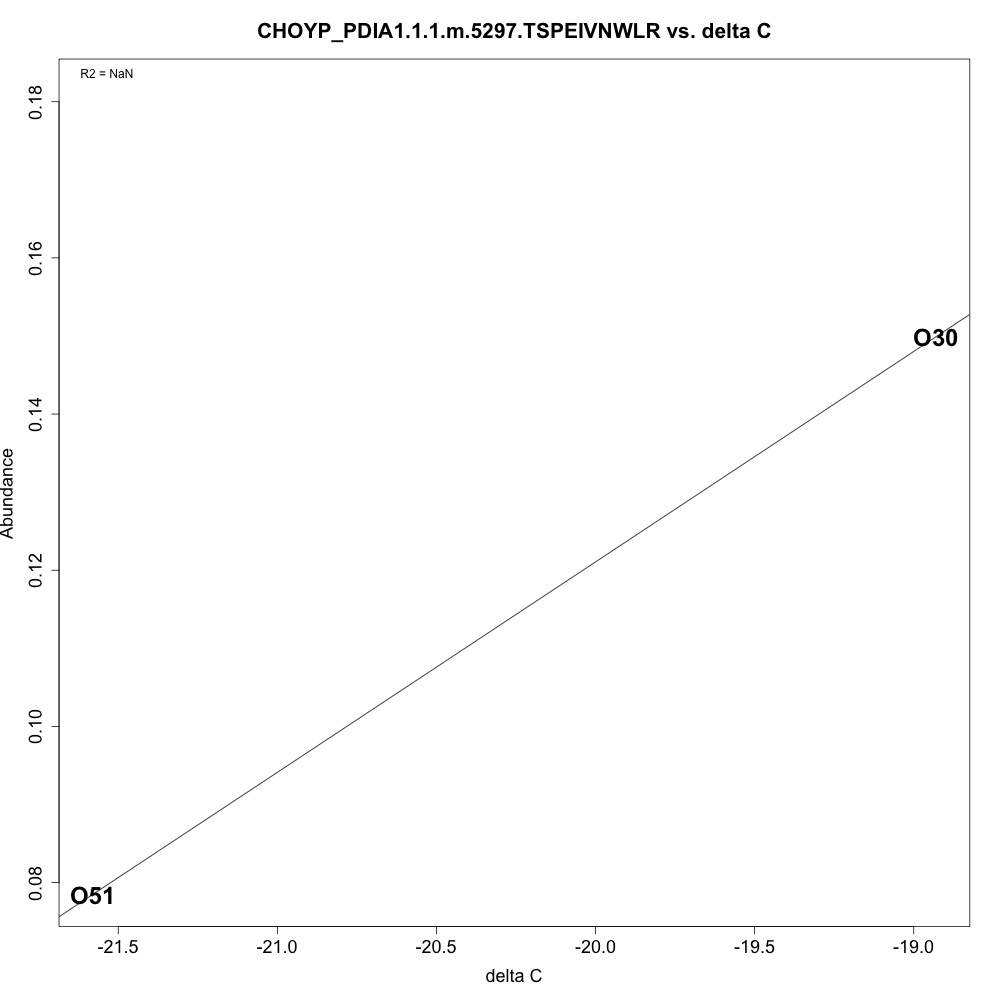 CHOYP_PDIA1.1.1.m.5297.TSPEIVNWLR vs. delta C
R2 = NaN
0.18
0.16
0.14
0.12
0.10
0.08
Abundance
O30
O51
-21.5 -21.0 -20.5 -20.0 -19.5 -19.0
delta C